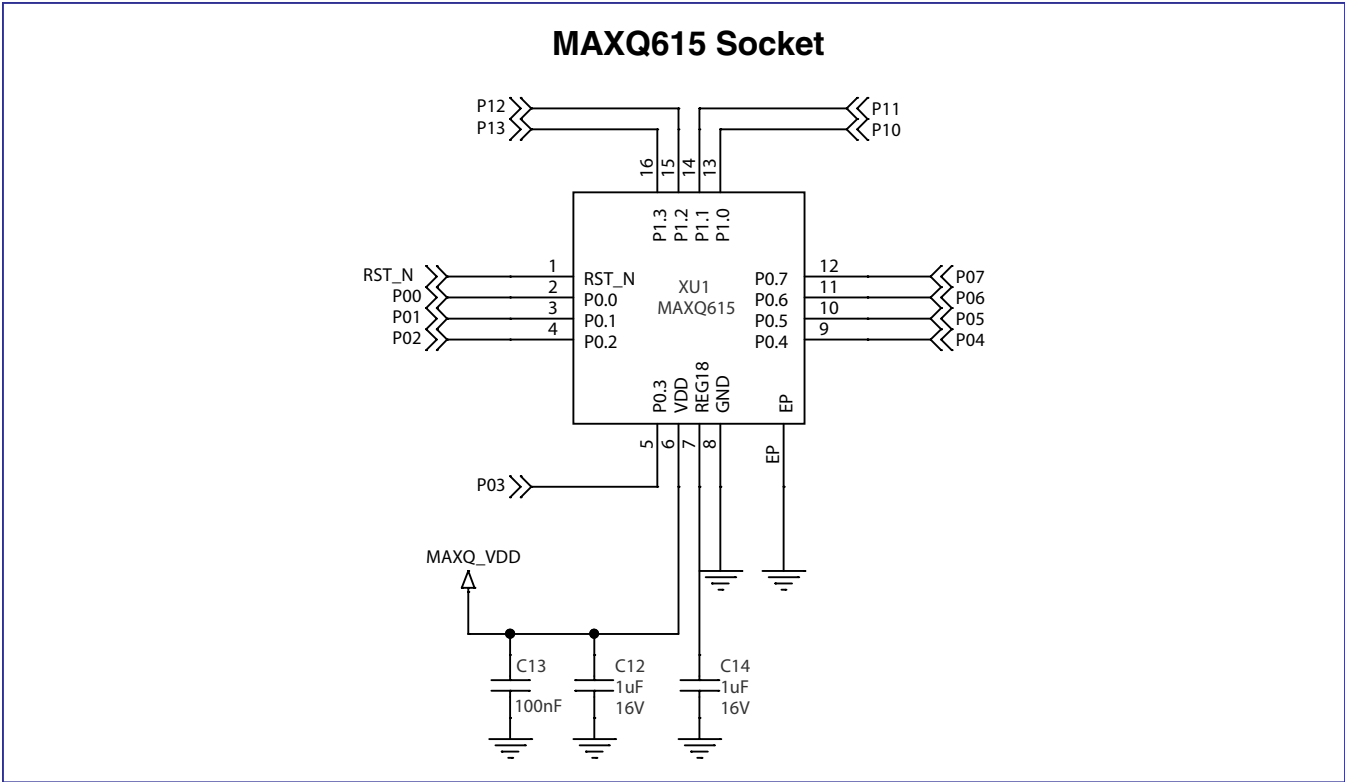 MAXQ615 Socket
P12
P13
P11
P10
16
15
14
13
P1.3
P1.2
P1.1
P1.0
RST_N
P00
P01
P02
1
2
3
4
RST_N
P0.0
P0.1
P0.2
XU1
MAXQ615
P0.7
P0.6
P0.5
P0.4
12
11
10
9
P07
P06
P05
P04
P0.3
VDD
REG18
GND
EP
5
6
7
8
EP
P03
MAXQ_VDD
C13
100nF
C12
1uF
16V
C14
1uF
16V